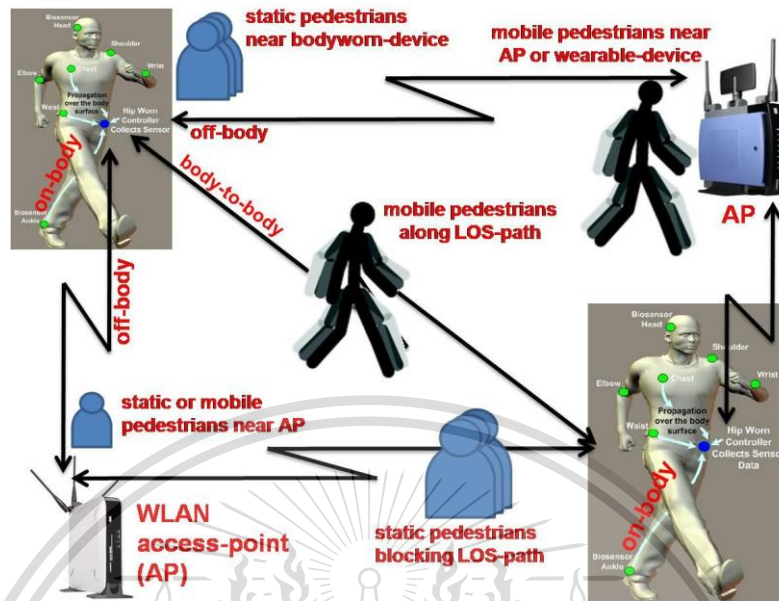 static pedestrians
near bodyworn-device
mobile pedestrians near
AP or wearable-device
Biosensor
Head
Shoulder
Elbow
Chest
Wrist
Propagation
over the body
surface
Waist
Hip Worn
Controller
Collects Sensor
on-body
Biosensor
Ankle
off-body
body-to-body
mobile pedestrians
along LOS-path
AP
off-body
static or mobile
pedestrians near AP
WLAN
access-point
(AP)
static pedestrians
blocking LOS-path
Biosensor
Head
Shoulder
Elbow
Chest
Wrist
Propagation
over the body
surface
Waist
Hip Worn
Controller
Collects Sensor
Data
on-body
Biosensor
Ankle